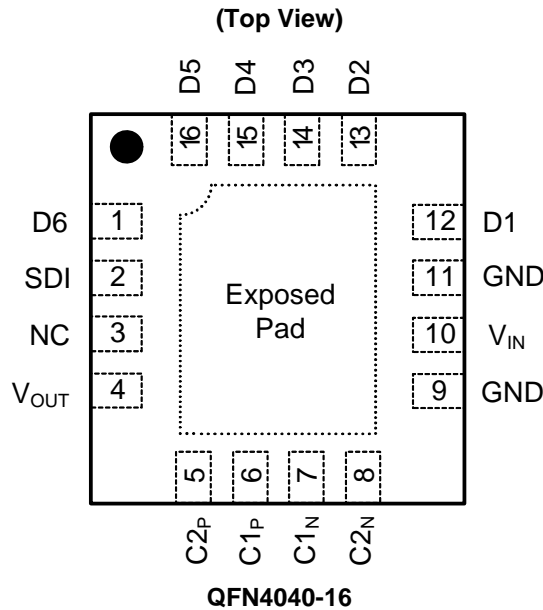 (Top View)
D5 D4 D3 D2
16 15 14 13
D6 1 12 D1
SDI 2 11 GND
Exposed
Pad
NC 3 10 VIN
VOUT 4 9 GND
5 6 7 8
C2P C1P C1N C2N
QFN4040-16